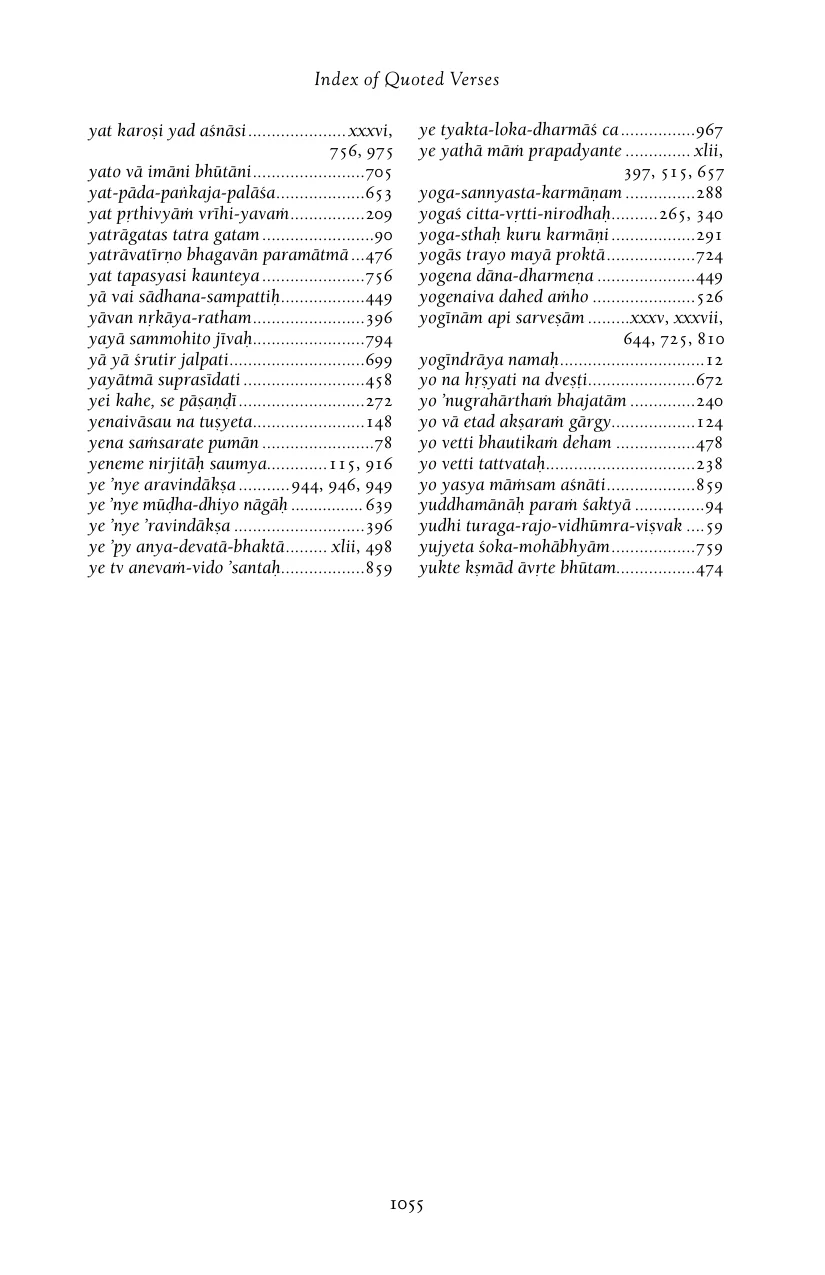 Index of Quoted Verses
yat karoṣi yad aśnāsi.....................xxxvi,
756, 975
yato vā imāni bhūtāni........................705
yat-pāda-paṅkaja-palāśa...................653
yat pṛthivyāṁ vrīhi-yavaṁ................209
yatrāgatas tatra gatam........................90
yatrāvatīrṇo bhagavān paramātmā...476
yat tapasyasi kaunteya......................756
yā vai sādhana-sampattiḥ..................449
yāvan nṛkāya-ratham........................396
yayā sammohito jīvaḥ........................794
yā yā śrutir jalpati.............................699
yayātmā suprasīdati..........................458
yei kahe, se pāṣaṇḍī...........................272
yenaivāsau na tuṣyeta........................148
yena saṁsarate pumān........................78
yeneme nirjitāḥ saumya.............115, 916
ye ’nye aravindākṣa...........944, 946, 949
ye ’nye mūḍha-dhiyo nāgāḥ...............639
ye ’nye ’ravindākṣa............................396
ye ’py anya-devatā-bhaktā......... xlii, 498
ye tv anevaṁ-vido ’santaḥ..................859
ye tyakta-loka-dharmāś ca................967
ye yathā māṁ prapadyante.............. xlii,
397, 515, 657
yoga-sannyasta-karmāṇam...............288
yogaś citta-vṛtti-nirodhaḥ..........265, 340
yoga-sthaḥ kuru karmāṇi..................291
yogās trayo mayā proktā...................724
yogena dāna-dharmeṇa.....................449
yogenaiva dahed aṁho......................526
yogīnām api sarveṣām.........xxxv, xxxvii,
644, 725, 810
yogīndrāya namaḥ...............................12
yo na hṛṣyati na dveṣṭi.......................672
yo ’nugrahārthaṁ bhajatām..............240
yo vā etad akṣaraṁ gārgy..................124
yo vetti bhautikaṁ deham.................478
yo vetti tattvataḥ................................238
yo yasya māṁsam aśnāti...................859
yuddhamānāḥ paraṁ śaktyā...............94
yudhi turaga-rajo-vidhūmra-viṣvak....59
yujyeta śoka-mohābhyām..................759
yukte kṣmād āvṛte bhūtam.................474
1055